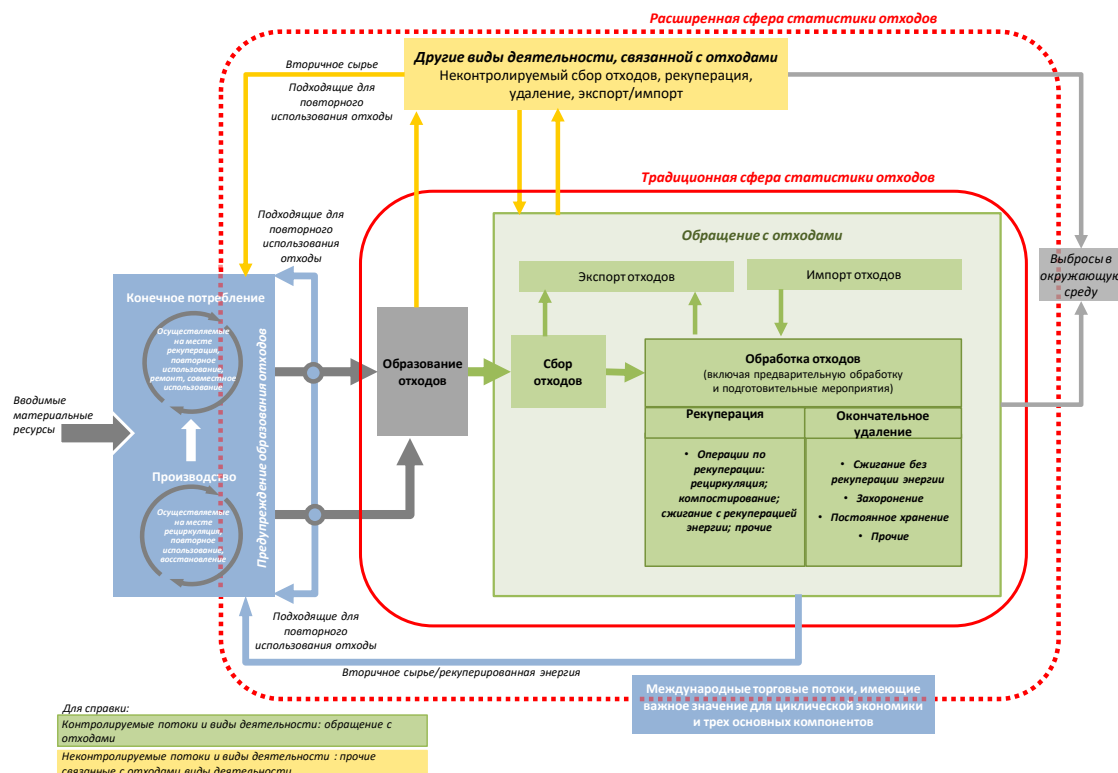 Расширенная сфера статистики отходов
Другие виды деятельности, связанной с отходами
Неконтролируемый сбор отходов, рекуперация,
удаление, экспорт/импорт
Вторичное сырье
Подходящие для
повторного
использования отходы
Традиционная сфера статистики отходов
Подходящие для
повторного
использования
отходы
Обращение с отходами
Экспорт отходов
Импорт отходов
Выбросы в
окружающую
среду
Конечное потребление
Осуществляемые
на месте
рекуперация,
повторное
использование,
ремонт, совместное
использование
Предупреждение образования отходов
Образование
отходов
Сбор
отходов
Обработка отходов
(включая предварительную обработку
и подготовительные мероприятия)
Вводимые
материальные
ресурсы
Рекуперация
Окончательное
удаление
• Операции по
рекуперации:
рециркуляция;
компостирование;
сжигание с рекуперацией
энергии; прочие
• Сжигание без
рекуперации энергии
• Захоронение
• Постоянное хранение
• Прочие
Производство
Осуществляемые
на месте
рециркуляция,
повторное
использование,
восстановление
Подходящие для
повторного
использования отходы
Вторичное сырье/рекуперированная энергия
Международные торговые потоки, имеющие
важное значение для циклической экономики
и трех основных компонентов
Для справки:
Контролируемые потоки и виды деятельности: обращение с
отходами
Неконтролируемые потоки и виды деятельности : прочие
связанные с отходами виды деятельности